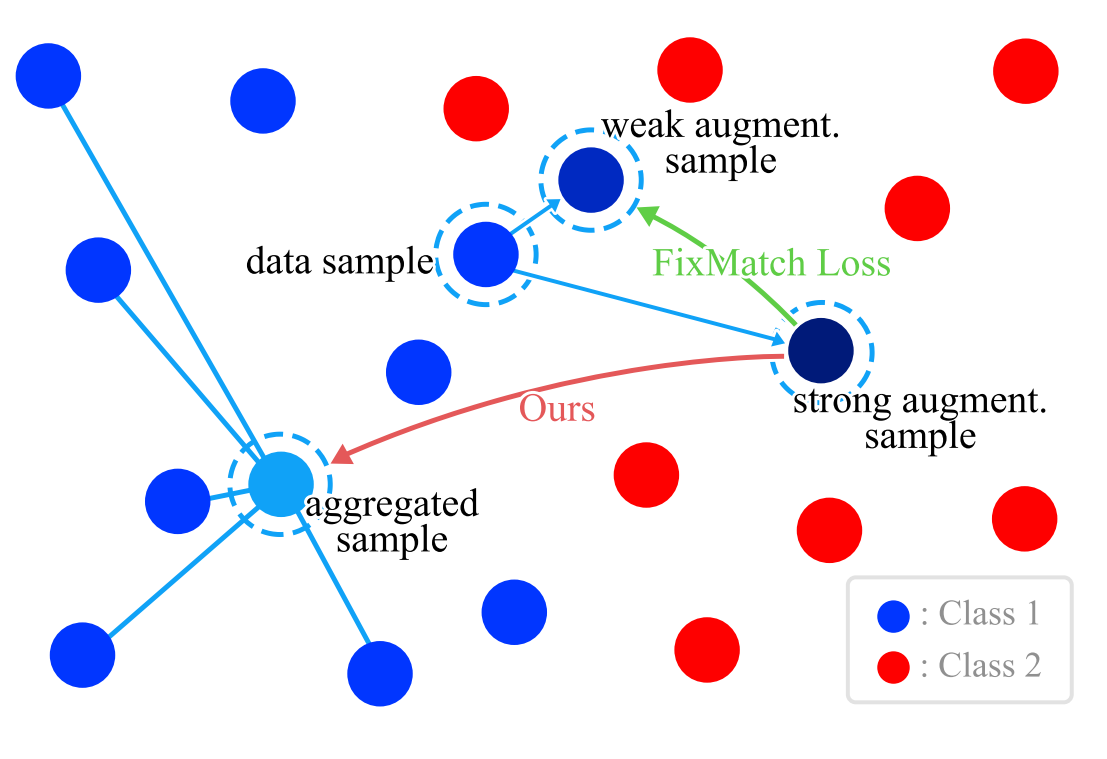 weak augment.
sample
data sample
FixMatch Loss
strong augment.
sample
Ours
aggregated
sample
: Class 1
: Class 2